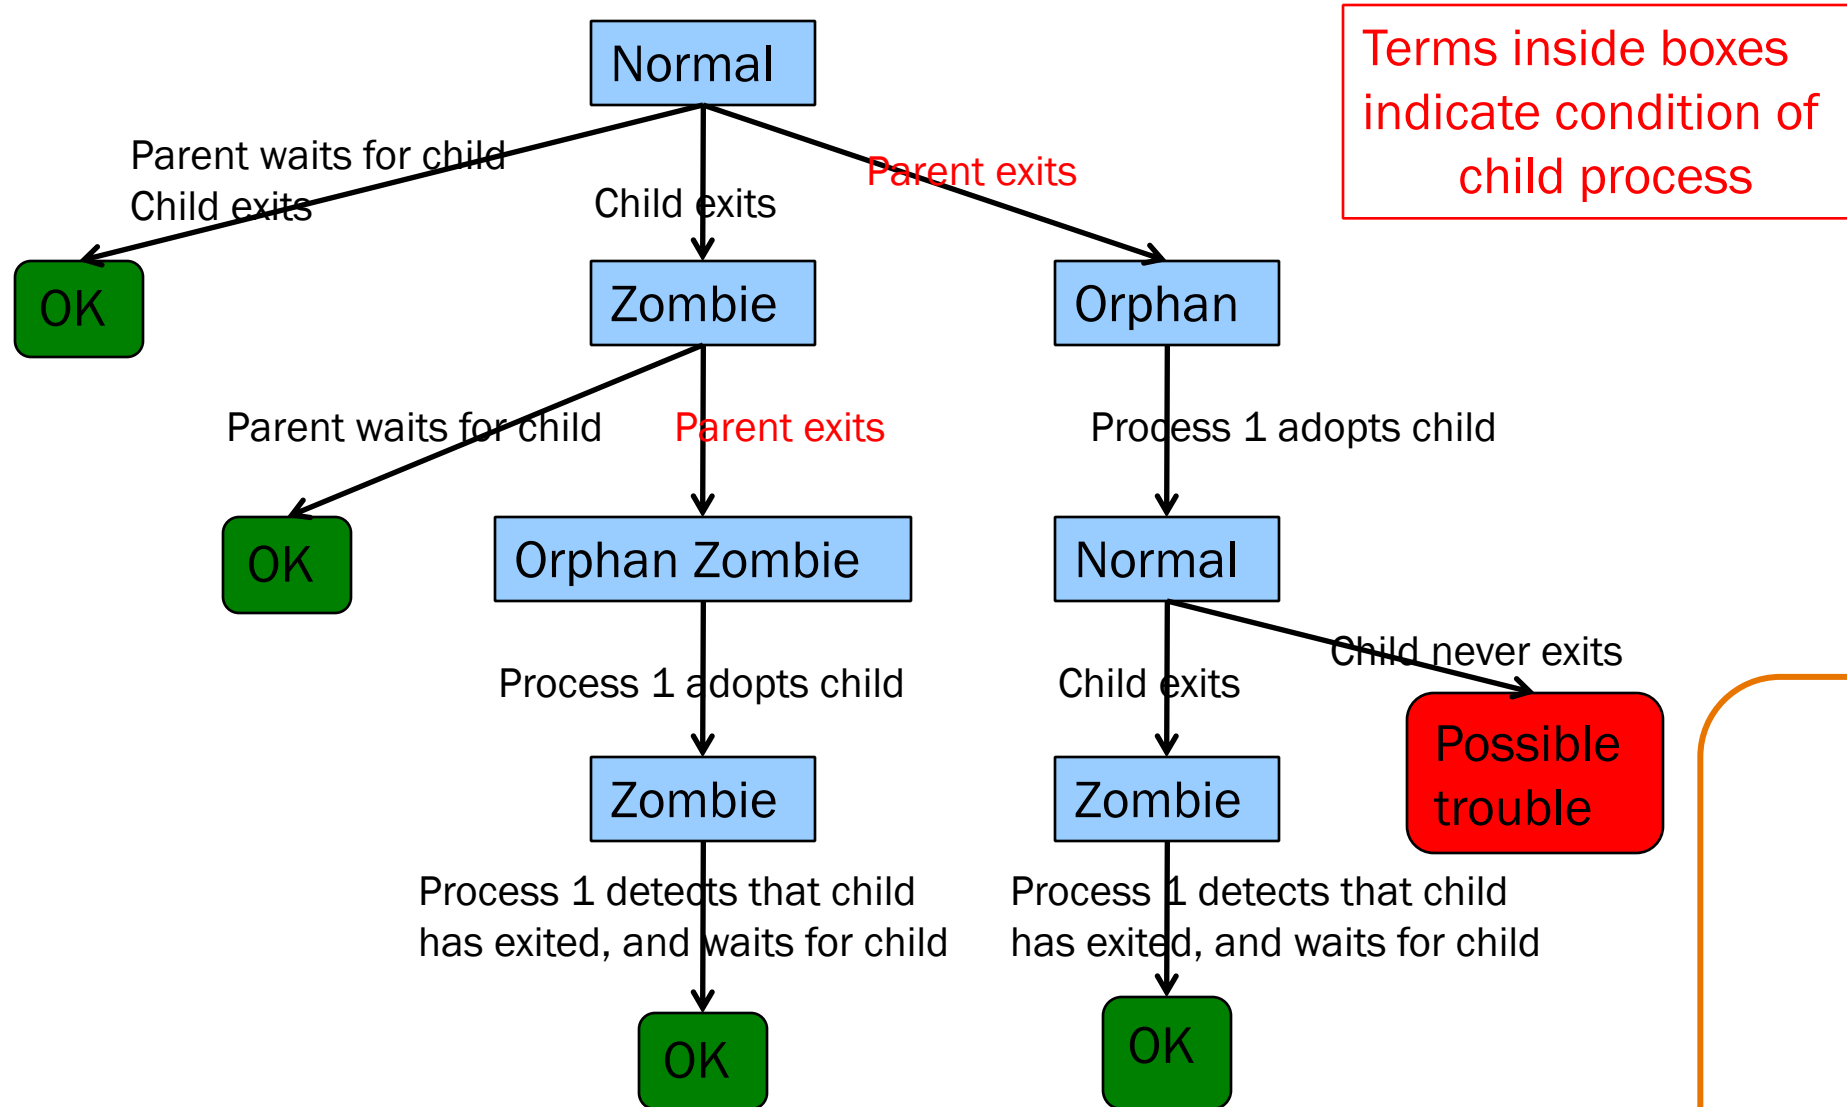 Normal
Terms inside boxes
indicate condition of
child process
Parent waits for child
Child exits
Child exits
Parent exits
OK
Zombie
Orphan
Parent waits for child
Parent exits
Process 1 adopts child
OK
Orphan Zombie
Normal
Process 1 adopts child
Child exits
Child never exits
Zombie
Zombie
Possible
trouble
Process 1 detects that child
has exited, and waits for child
Process 1 detects that child
has exited, and waits for child
OK
OK